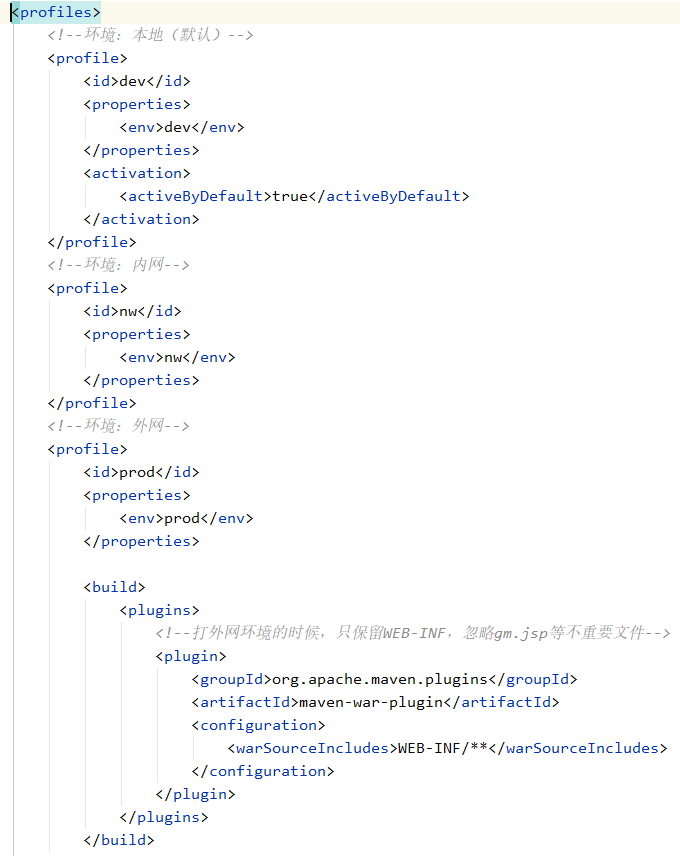 <profiles>
<!--环境：本地（默认）-->
<profile>
<id>dev</id>
<properties>
<env>dev</env>
</properties>
<activation>
<activeByDefault>true</activeByDefault>
</activation>
</profile>
<!--环境：内网-->
<profile>
<id>nw</id>
<properties>
<env>nw</env>
</properties>
</profile>
<!--环境：外网-->
<profile>
<id>prod</id>
<properties>
<env>prod</env>
</properties>
<build>
<plugins>
<!--打外网环境的时候，只保留WEB-INF，忽略gm.jsp等不重要文件-->
<plugin>
<groupId>org.apache.maven.plugins</groupId>
<artifactId>maven-war-plugin</artifactId>
<configuration>
<warSourceIncludes>WEB-INF/**</warSourceIncludes>
</configuration>
</plugin>
</plugins>
</build>